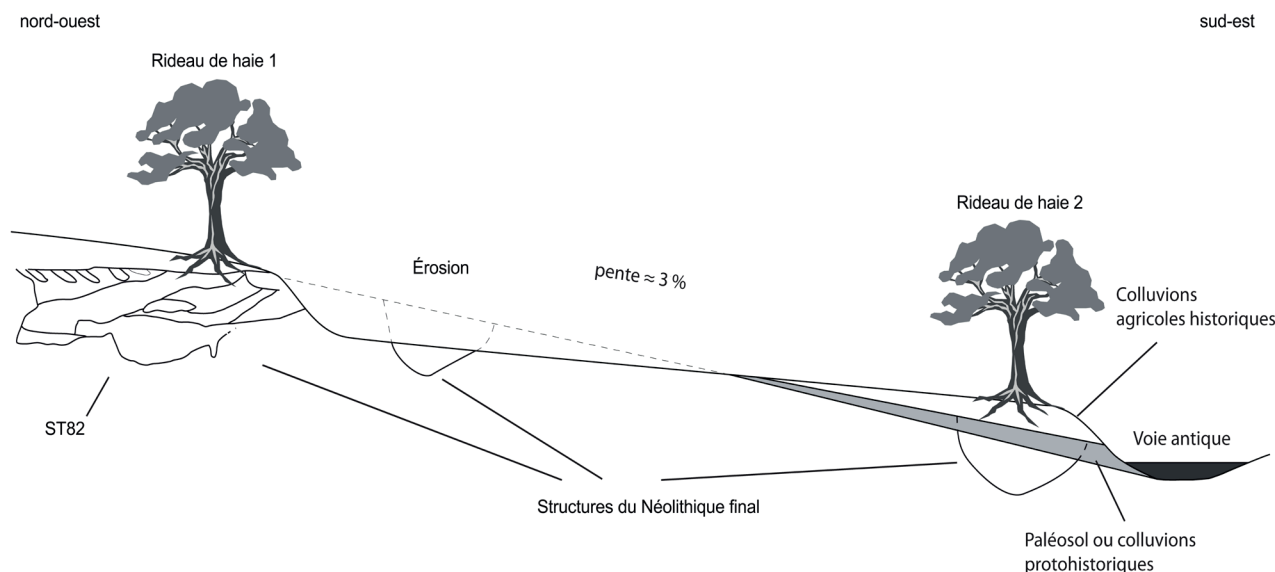 nord-ouest
sud-est
Rideau de haie 1
Rideau de haie 2
Érosion
pente ≈ 3 %
Colluvions
agricoles historiques
ST82
Voie antique
Structures du Néolithique final
Paléosol ou colluvions
protohistoriques